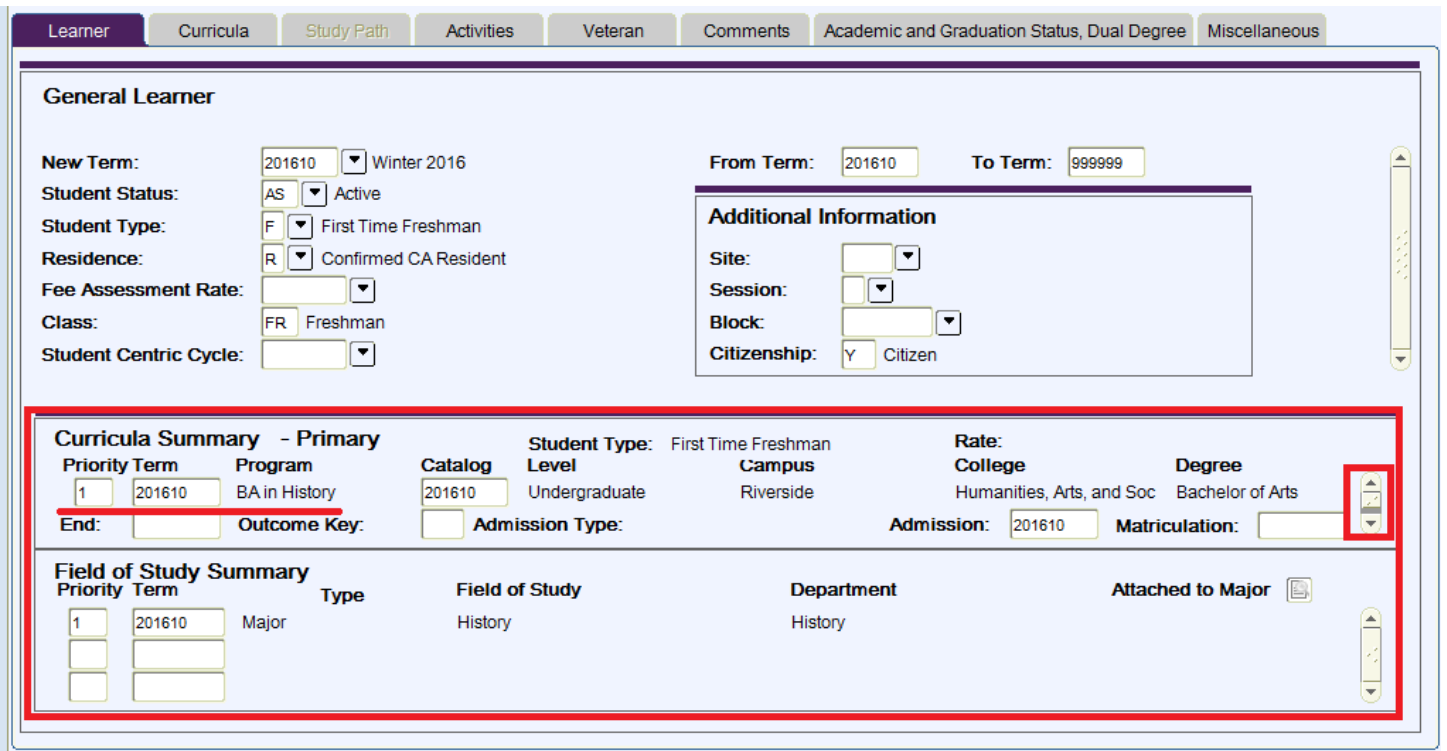 Learner Curricula Study Path Activities Veteran Comments Academic and Graduation Status, Dual Degree Miscellaneous
General Learner
New Term: 201610 Winter 2016 From Term: 201610 To Term: 999999
Student Status: AS Active
Student Type: F First Time Freshman
Residence: R Confirmed CA Resident
Fee Assessment Rate:
Class: FR Freshman
Student Centric Cycle:
Additional Information
Site:
Session:
Block:
Citizenship: Y Citizen
Curricula Summary - Primary Student Type: First Time Freshman Rate:
Priority Term Program Catalog Level Campus College Degree
1 201610 BA in History 201610 Undergraduate Riverside Humanities, Arts, and Soc Bachelor of Arts
End: Outcome Key: Admission Type: Admission: 201610 Matriculation:
Field of Study Summary
Priority Term Type Field of Study Department Attached to Major
1 201610 Major History History